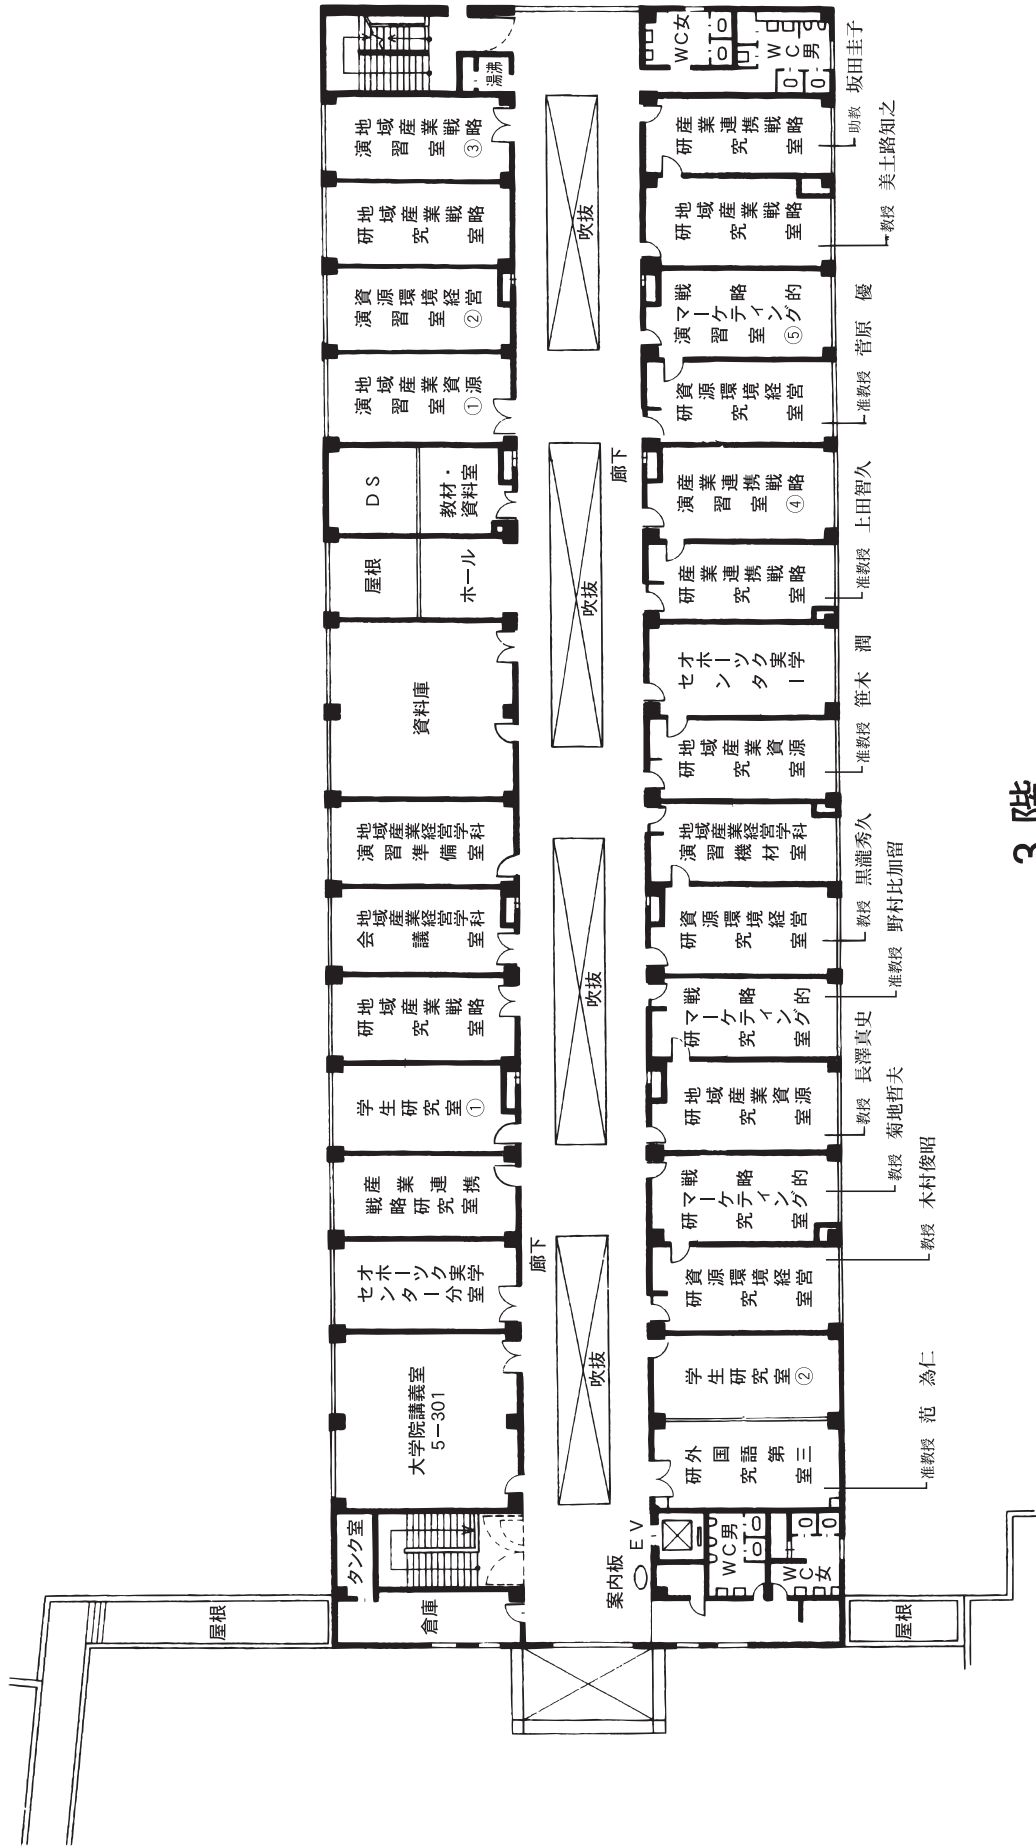 屋根
倉庫
タンク室
大学院講義室
5－301
オホーツク実学
センター分室
産業連携
戦略研究室
学生研究室①
地域産業戦略
研究室
地域産業経営学科
会議室
地域産業経営学科
演習準備室
資料庫
屋根
ホール
DS
教材・
資料室
地域産業資源
演習室①
資源環境経営
演習室②
地域産業戦略
研究室
地域産業戦略
演習室③
湯沸
廊下
吹抜
吹抜
吹抜
吹抜
廊下
案内板
EV
WC男
WC女
屋根
外国語第三
研究室
学生研究室②
資源環境経営
研究室
戦略的
マーケティング
研究室
地域産業資源
研究室
戦略的
マーケティング
研究室
資源環境経営
研究室
地域産業経営学科
演習機材室
地域産業資源
研究室
オホーツク実学
センター
産業連携戦略
研究室
産業連携戦略
演習室④
資源環境経営
研究室
戦略的
マーケティング
演習室⑤
地域産業戦略
研究室
産業連携戦略
研究室
WC女
WC男
准教授 范 為仁
教授 木村俊昭
教授 菊地哲夫
教授 長澤真史
准教授 野村比加留
教授 黒瀧秀久
准教授 笹木 潤
准教授 上田智久
准教授 菅原 優
教授 美土路知之
助教 坂田圭子
3階